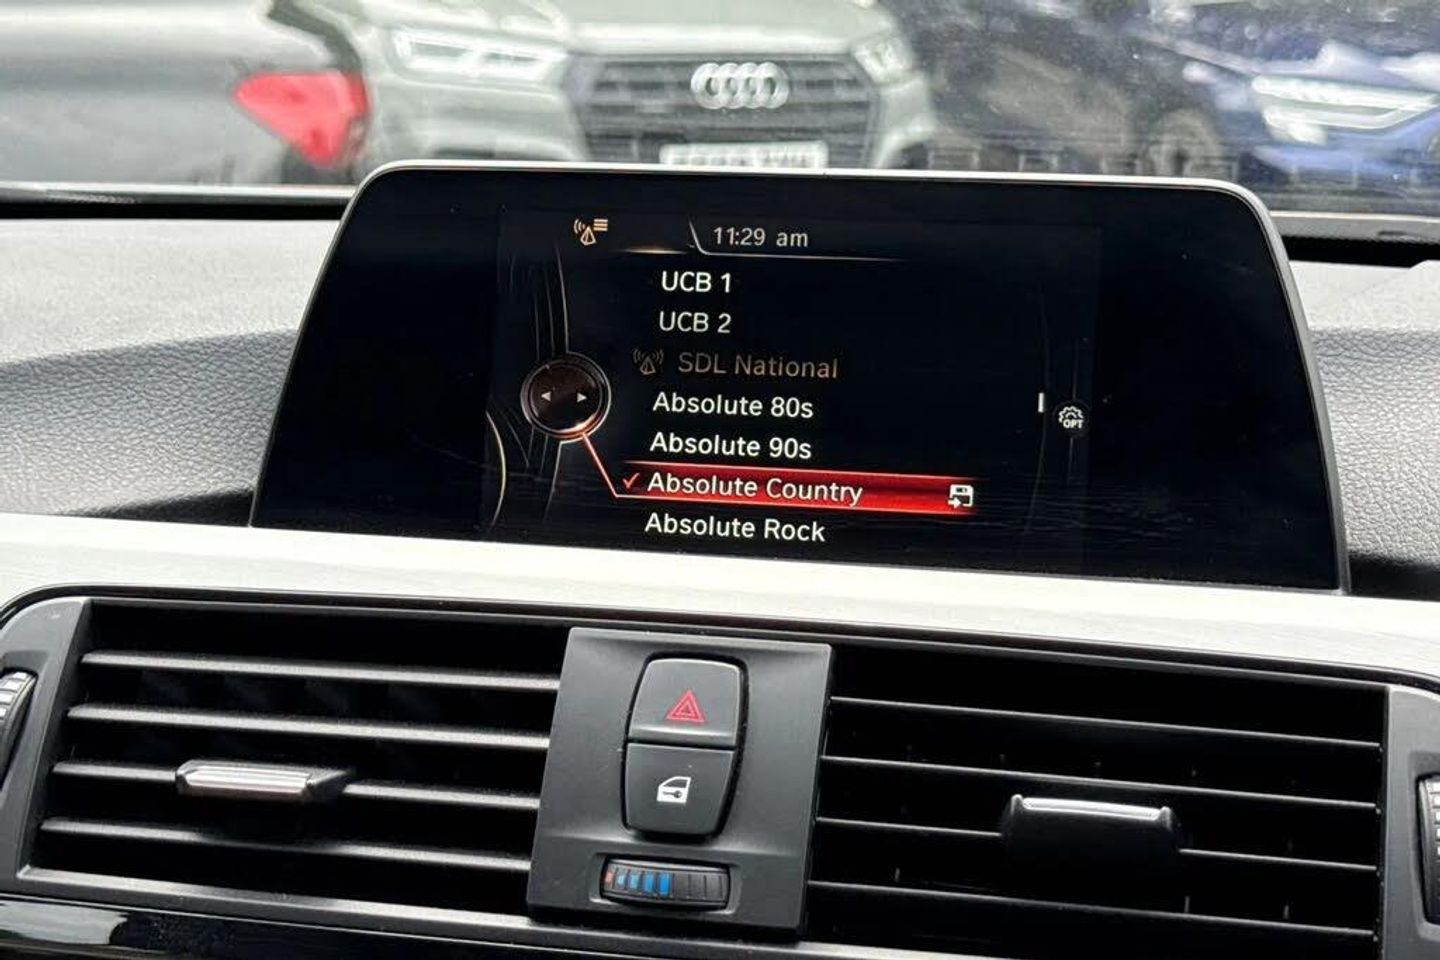 11:29 am
UCB 1
UCB 2
SDL National
Absolute 80s
Absolute 90s
Absolute Country
OPT
Absolute Rock